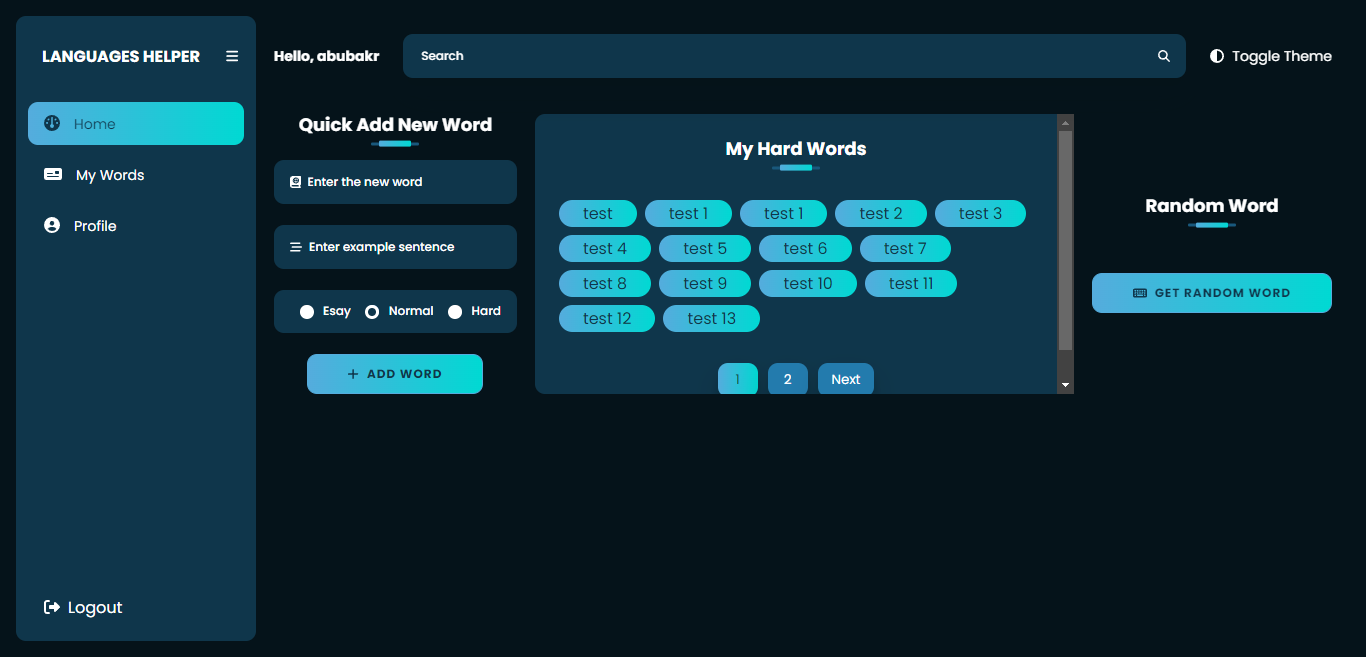 LANGUAGES HELPER
Home
My Words
Profile
Logout
Hello, abubakr
Search
Toggle Theme
Quick Add New Word
Enter the new word
Enter example sentence
Esay Normal Hard
ADD WORD
My Hard Words
test test 1 test 1 test 2 test 3
test 4 test 5 test 6 test 7
test 8 test 9 test 10 test 11
test 12 test 13
1 2 Next
Random Word
GET RANDOM WORD